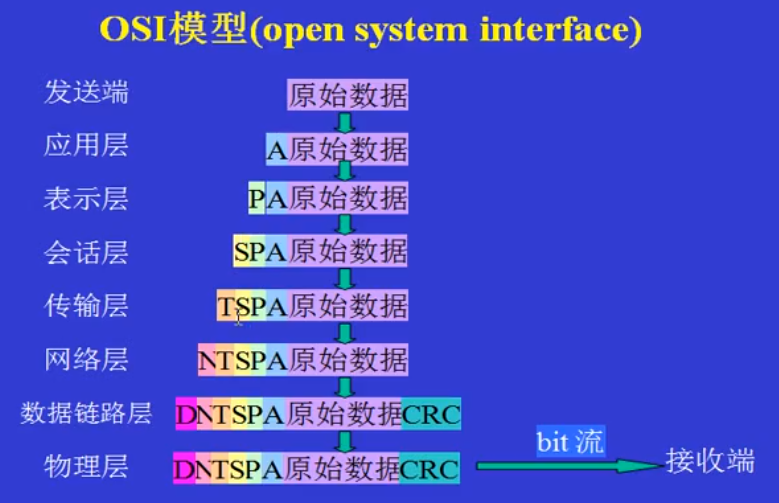 OSI模型(open system interface)
发送端 原始数据
应用层 A原始数据
表示层 PA原始数据
会话层 SPA原始数据
传输层 TSPA原始数据
网络层 NTSPA原始数据
数据链路层 DNTSPA原始数据CRC
物理层 DNTSPA原始数据CRC bit 流 接收端